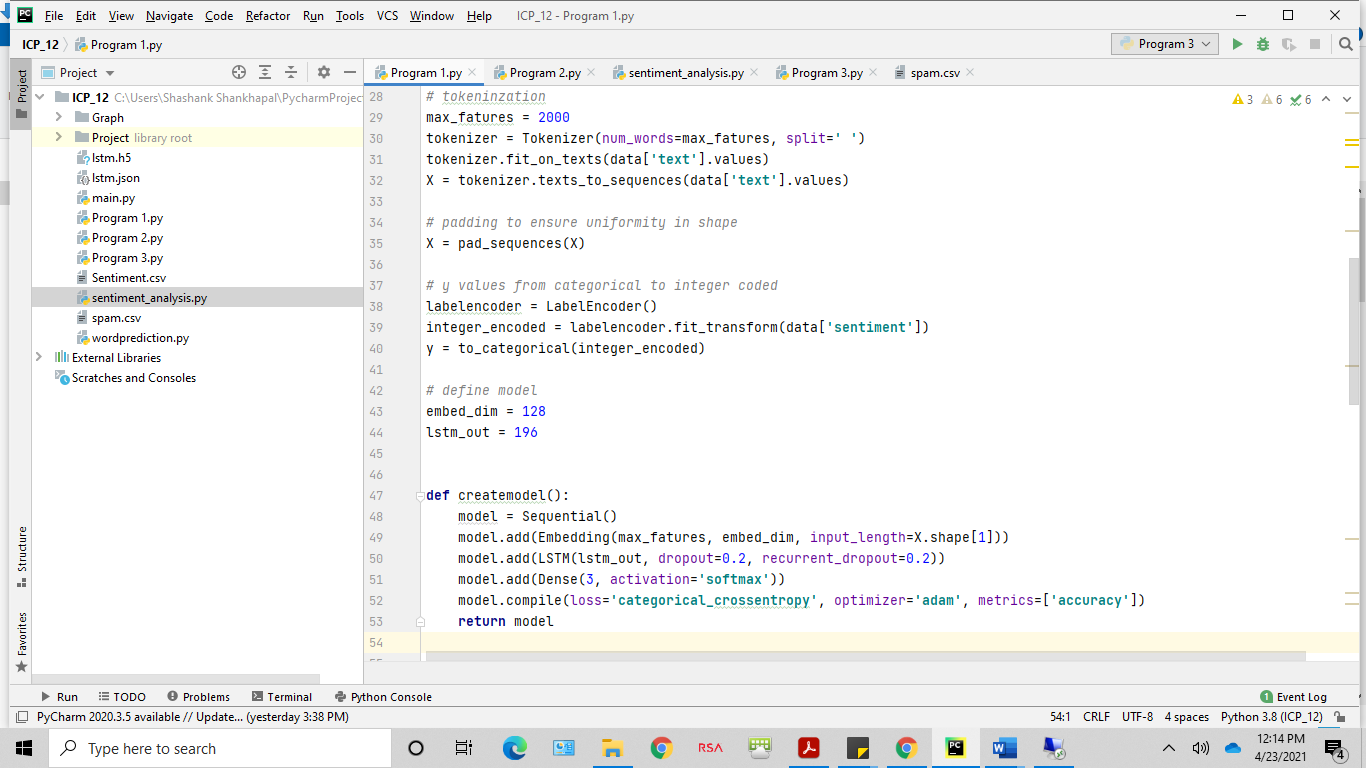 PC File Edit View Navigate Code Refactor Run Tools VCS Window Help ICP_12 - Program 1.py
ICP_12 Program 1.py Program 3
Project Program 1.py Program 2.py sentiment_analysis.py Program 3.py spam.csv
Project
Structure
Favorites
ICP_12 C:\Users\Shashank Shankhapal\PycharmProjec
Graph
Project library root
lstm.h5
lstm.json
main.py
Program 1.py
Program 2.py
Program 3.py
Sentiment.csv
sentiment_analysis.py
spam.csv
wordprediction.py
External Libraries
Scratches and Consoles
3 6 6
28 # tokeninzation
29 max_fatures = 2000
30 tokenizer = Tokenizer(num_words=max_fatures, split=' ')
31 tokenizer.fit_on_texts(data['text'].values)
32 X = tokenizer.texts_to_sequences(data['text'].values)
33
34 # padding to ensure uniformity in shape
35 X = pad_sequences(X)
36
37 # y values from categorical to integer coded
38 labelencoder = LabelEncoder()
39 integer_encoded = labelencoder.fit_transform(data['sentiment'])
40 y = to_categorical(integer_encoded)
41
42 # define model
43 embed_dim = 128
44 lstm_out = 196
45
46
47 def createmodel():
48 model = Sequential()
49 model.add(Embedding(max_fatures, embed_dim, input_length=X.shape[1]))
50 model.add(LSTM(lstm_out, dropout=0.2, recurrent_dropout=0.2))
51 model.add(Dense(3, activation='softmax'))
52 model.compile(loss='categorical_crossentropy', optimizer='adam', metrics=['accuracy'])
53 return model
54
Run TODO Problems Terminal Python Console 1 Event Log
PyCharm 2020.3.5 available // Update... (yesterday 3:38 PM) 54:1 CRLF UTF-8 4 spaces Python 3.8 (ICP_12)
Type here to search RSA PC 12:14 PM
4/23/2021 4